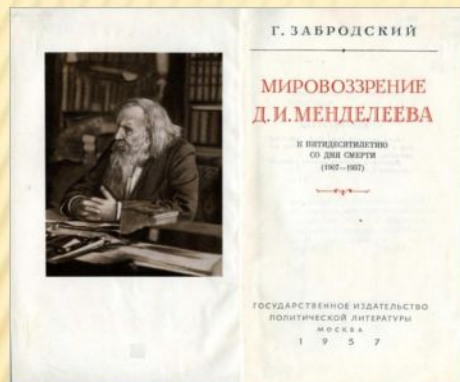 Г. ЗАБРОДСКИЙ
МИРОВОЗЗРЕНИЕ
Д. И. МЕНДЕЛЕЕВА
К ПЯТИДЕСЯТИЛЕТИЮ
СО ДНЯ СМЕРТИ
(1907—1957)
ГОСУДАРСТВЕННОЕ ИЗДАТЕЛЬСТВО
ПОЛИТИЧЕСКОЙ ЛИТЕРАТУРЫ
МОСКВА
1957